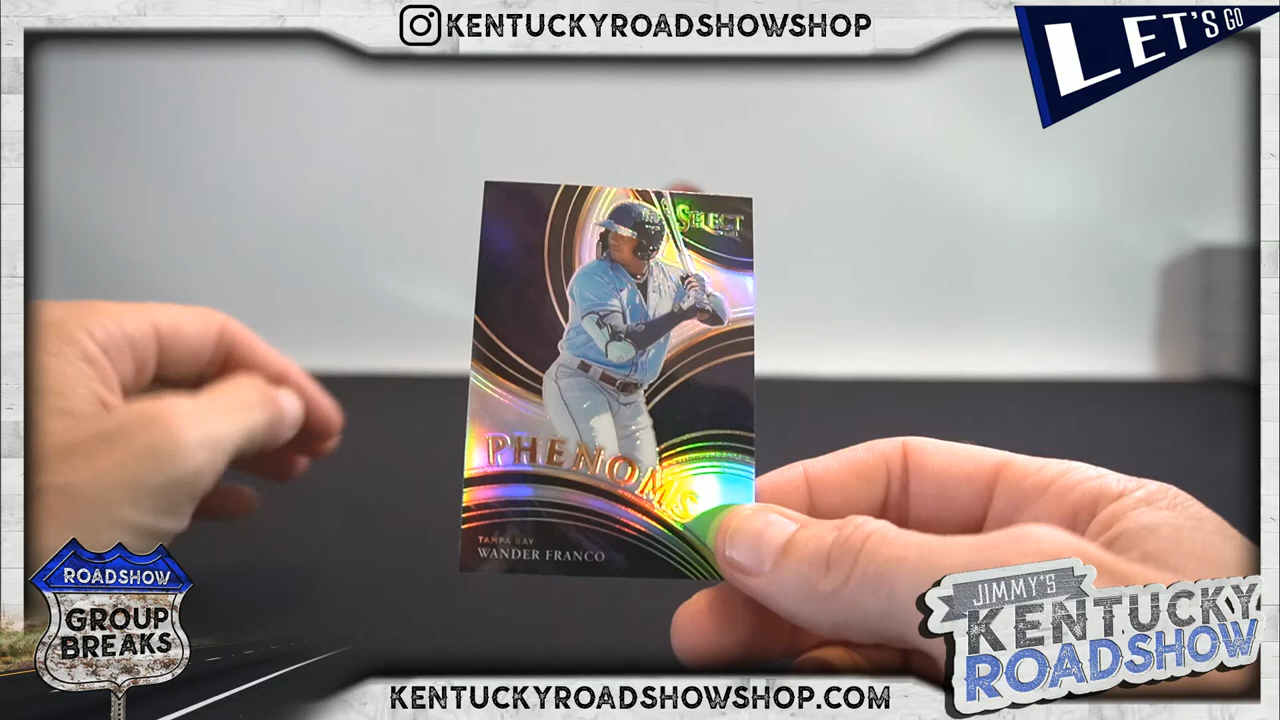 KENTUCKYROADSHOWSHOP
LET'S GO
SELECT
PHENOMS
TAMPA BAY
WANDER FRANCO
ROADSHOW
GROUP
BREAKS
JIMMY'S
KENTUCKY
ROADSHOW
KENTUCKYROADSHOWSHOP.COM